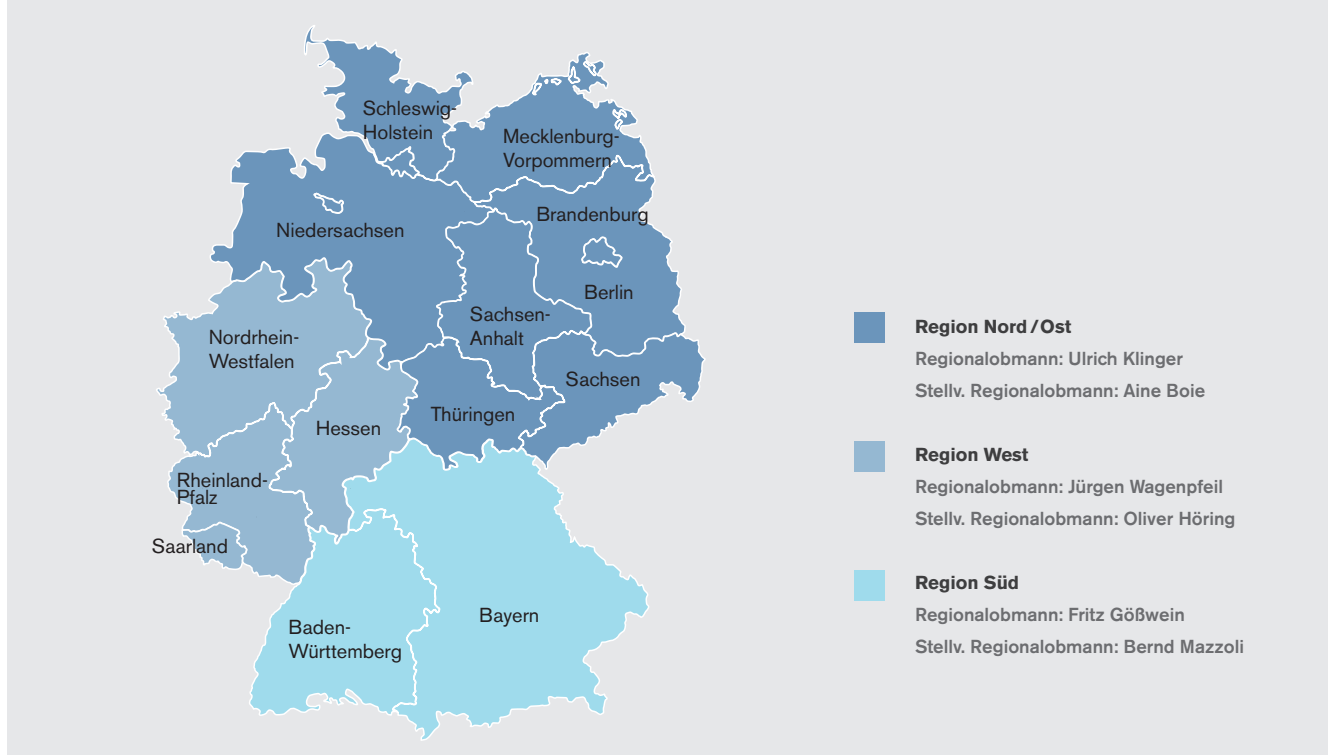 Schleswig-
Holstein
Mecklenburg-
Vorpommern
Brandenburg
Niedersachsen
Berlin
Sachsen-
Anhalt
Nordrhein-
Westfalen
Sachsen
Thüringen
Hessen
Rheinland-
Pfalz
Saarland
Bayern
Baden-
Württemberg
Region Nord/Ost
Regionalobmann: Ulrich Klinger
Stellv. Regionalobmann: Aine Boie
Region West
Regionalobmann: Jürgen Wagenpfeil
Stellv. Regionalobmann: Oliver Höring
Region Süd
Regionalobmann: Fritz Gößwein
Stellv. Regionalobmann: Bernd Mazzoli